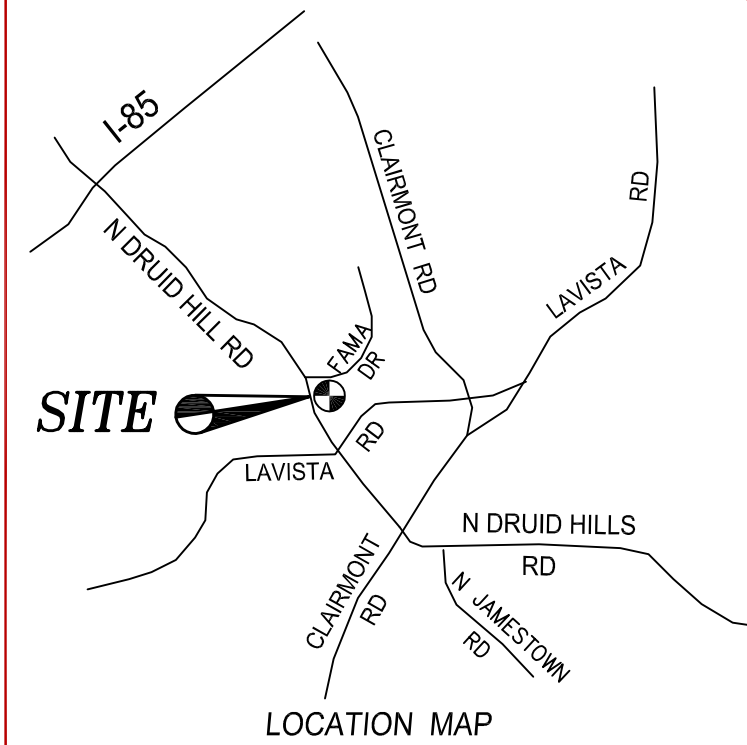 I-85
CLAIRMONT RD
RD
N DRUID HILL RD
LAVISTA
FAMA
DR
SITE
RD
LAVISTA
N DRUID HILLS
RD
CLAIRMONT
RD
N JAMESTOWN
RD
LOCATION MAP